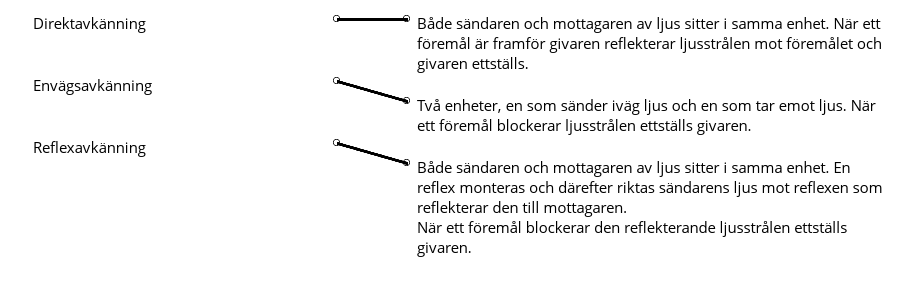 Direktavkänning
Både sändaren och mottagaren av ljus sitter i samma enhet. När ett
föremål är framför givaren reflekterar ljusstrålen mot föremålet och
givaren ettställs.
Envägsavkänning
Två enheter, en som sänder iväg ljus och en som tar emot ljus. När
ett föremål blockerar ljusstrålen ettställs givaren.
Reflexavkänning
Både sändaren och mottagaren av ljus sitter i samma enhet. En
reflex monteras och därefter riktas sändarens ljus mot reflexen som
reflekterar den till mottagaren.
När ett föremål blockerar den reflekterande ljusstrålen ettställs
givaren.